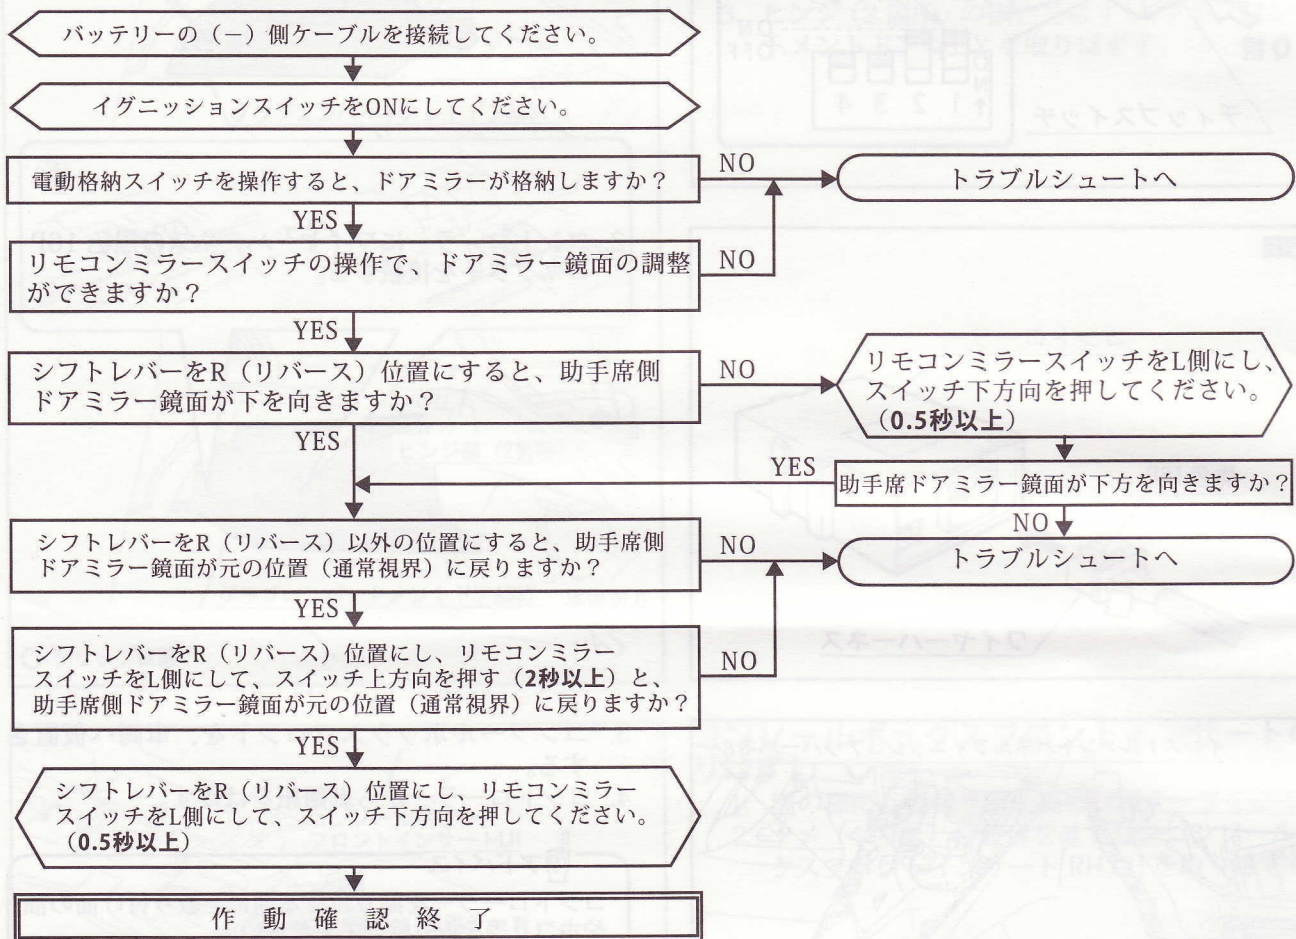 バッテリーの（−）側ケーブルを接続してください。
イグニッションスイッチをONにしてください。
電動格納スイッチを操作すると、ドアミラーが格納しますか？
NO
トラブルシュートへ
YES
リモコンミラースイッチの操作で、ドアミラー鏡面の調整
ができますか？
NO
YES
シフトレバーをR（リバース）位置にすると、助手席側
ドアミラー鏡面が下を向きますか？
NO
リモコンミラースイッチをL側にし、
スイッチ下方向を押してください。
（0.5秒以上）
YES
YES
助手席ドアミラー鏡面が下方を向きますか？
NO
シフトレバーをR（リバース）以外の位置にすると、助手席側
ドアミラー鏡面が元の位置（通常視界）に戻りますか？
NO
トラブルシュートへ
YES
シフトレバーをR（リバース）位置にし、リモコンミラー
スイッチをL側にして、スイッチ上方向を押す（2秒以上）と、
助手席側ドアミラー鏡面が元の位置（通常視界）に戻りますか？
NO
YES
シフトレバーをR（リバース）位置にし、リモコンミラー
スイッチをL側にして、スイッチ下方向を押してください。
（0.5秒以上）
作動確認終了
ディップスイッチ
ワイヤーハーネス